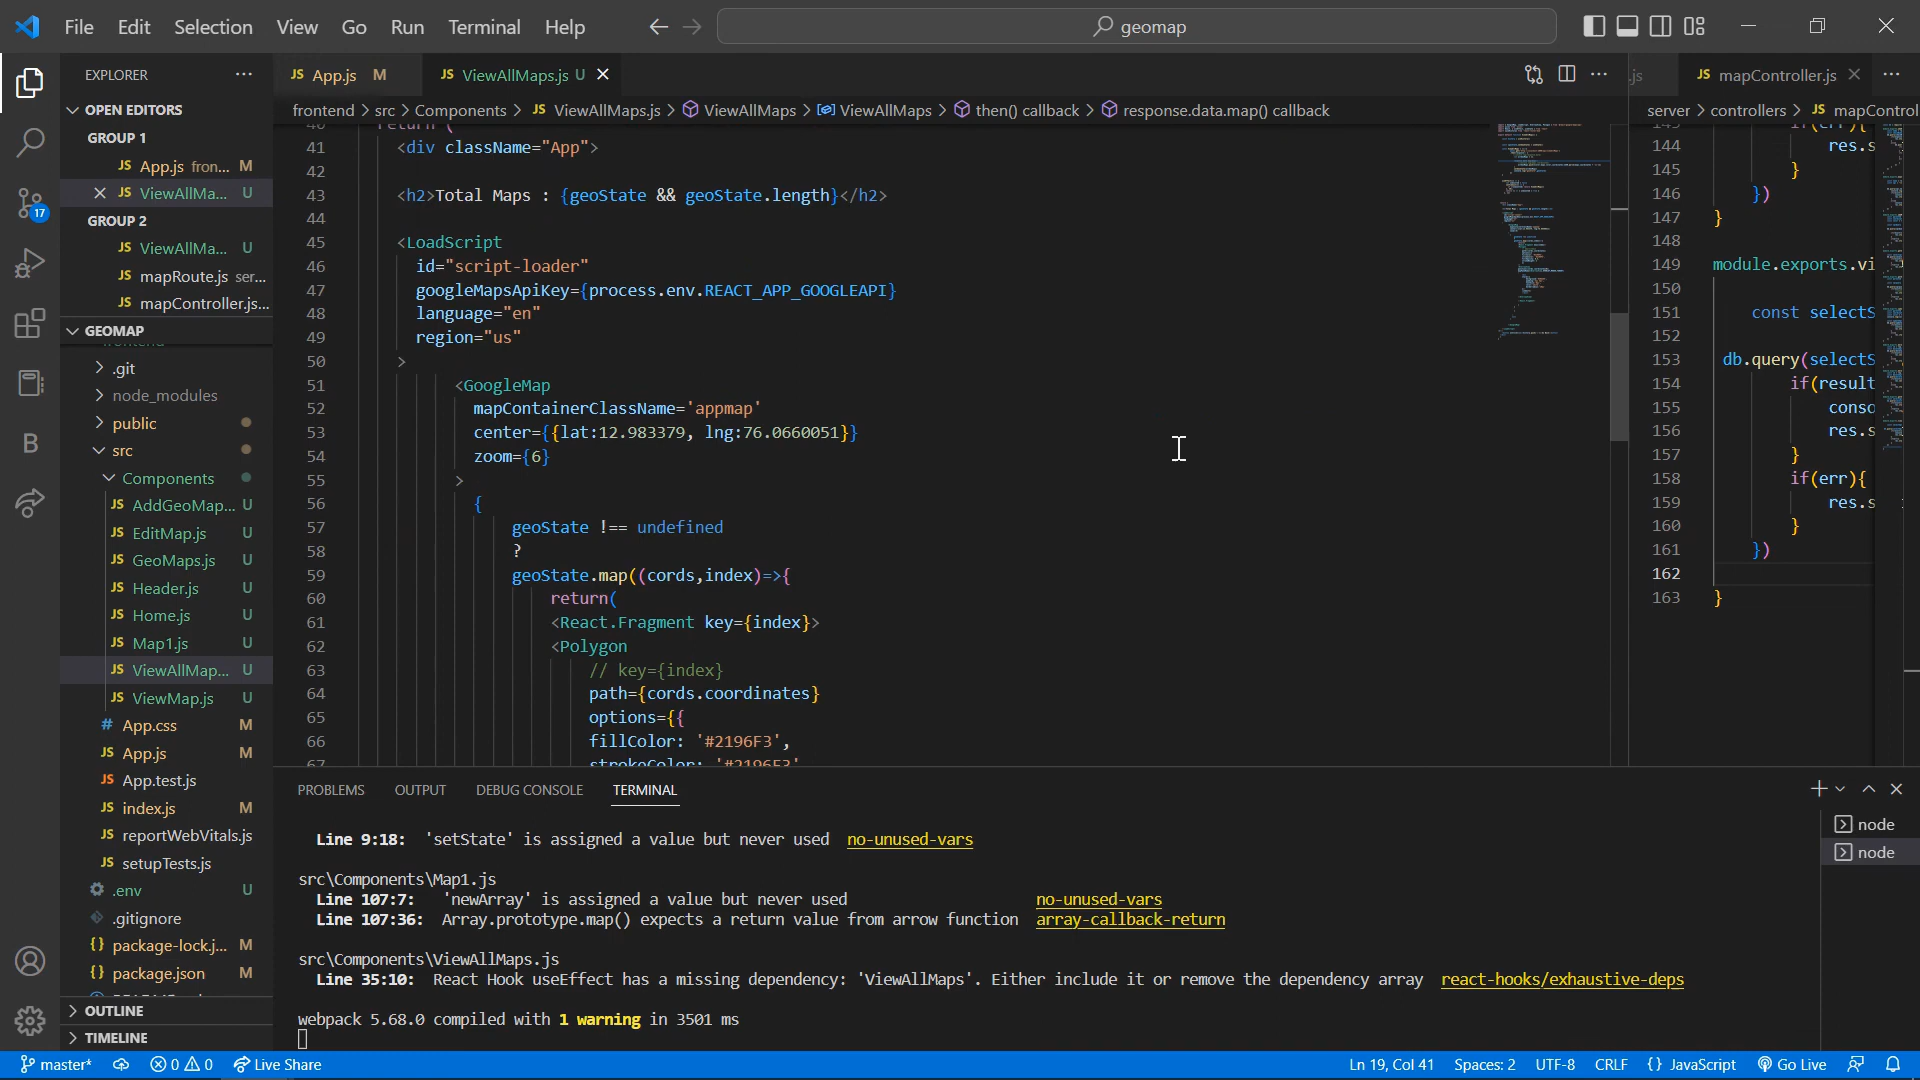 File Edit Selection View Go Run Terminal Help
geomap
EXPLORER
OPEN EDITORS
GROUP 1
JS App.js fron... M
JS ViewAllMa... U
GROUP 2
JS ViewAllMa... U
JS mapRoute.js ser...
JS mapController.js...
GEOMAP
.git
node_modules
public
src
Components
JS AddGeoMap... U
JS EditMap.js U
JS GeoMaps.js U
JS Header.js U
JS Home.js U
JS Map1.js U
JS ViewAllMap... U
JS ViewMap.js U
# App.css M
JS App.js M
JS App.test.js
JS index.js M
JS reportWebVitals.js
JS setupTests.js
.env U
.gitignore
{} package-lock.j... M
{} package.json M
OUTLINE
TIMELINE
17
JS App.js M
JS ViewAllMaps.js U
frontend > src > Components > JS ViewAllMaps.js > ViewAllMaps > ViewAllMaps > then() callback > response.data.map() callback
40 return (
41 <div className="App">
42
43 <h2>Total Maps : {geoState && geoState.length}</h2>
44
45 <LoadScript
46 id="script-loader"
47 googleMapsApiKey={process.env.REACT_APP_GOOGLEAPI}
48 language="en"
49 region="us"
50 >
51 <GoogleMap
52 mapContainerClassName='appmap'
53 center={{lat:12.983379, lng:76.0660051}}
54 zoom={6}
55 >
56 {
57 geoState !== undefined
58 ?
59 geoState.map((cords,index)=>{
60 return(
61 <React.Fragment key={index}>
62 <Polygon
63 // key={index}
64 path={cords.coordinates}
65 options={{
66 fillColor: '#2196F3',
67 strokeColor: '#2196F3',
.js
JS mapController.js
server > controllers > JS mapControl
143 if(err){
144 res.s
145 }
146 })
147 }
148
149 module.exports.vi
150
151 const selectS
152
153 db.query(selectS
154 if(result
155 conso
156 res.s
157 }
158 if(err){
159 res.s
160 }
161 })
162
163 }
PROBLEMS OUTPUT DEBUG CONSOLE TERMINAL
Line 9:18: 'setState' is assigned a value but never used no-unused-vars
src\Components\Map1.js
Line 107:7: 'newArray' is assigned a value but never used no-unused-vars
Line 107:36: Array.prototype.map() expects a return value from arrow function array-callback-return
src\Components\ViewAllMaps.js
Line 35:10: React Hook useEffect has a missing dependency: 'ViewAllMaps'. Either include it or remove the dependency array react-hooks/exhaustive-deps
webpack 5.68.0 compiled with 1 warning in 3501 ms
node
node
master* 0 0 Live Share
Ln 19, Col 41 Spaces: 2 UTF-8 CRLF {} JavaScript Go Live